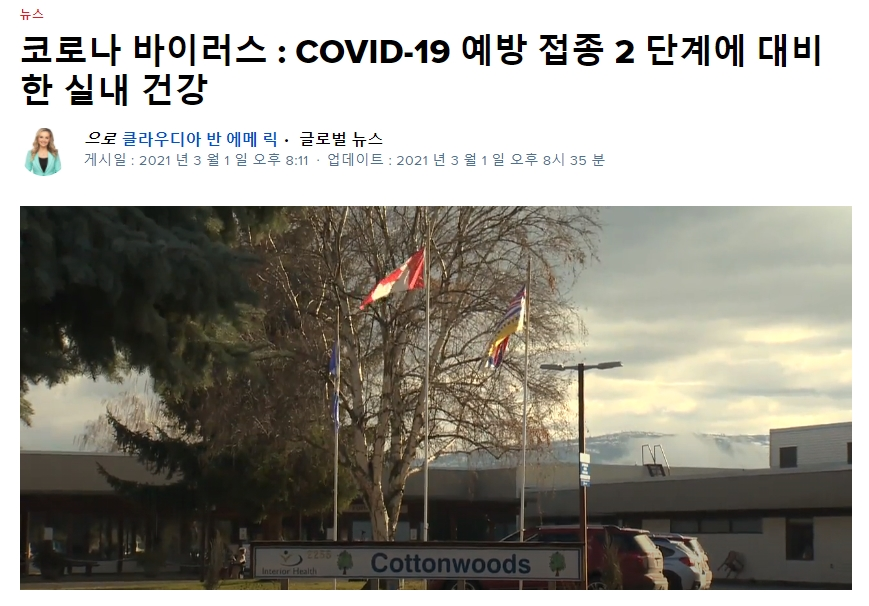 뉴스
코로나 바이러스 : COVID-19 예방 접종 2 단계에 대비
한 실내 건강
으로 클라우디아 반 에메 릭 · 글로벌 뉴스
게시일 : 2021 년 3 월 1 일 오후 8:11 · 업데이트 : 2021 년 3 월 1 일 오후 8시 35 분
2255
Interior Health
Cottonwoods